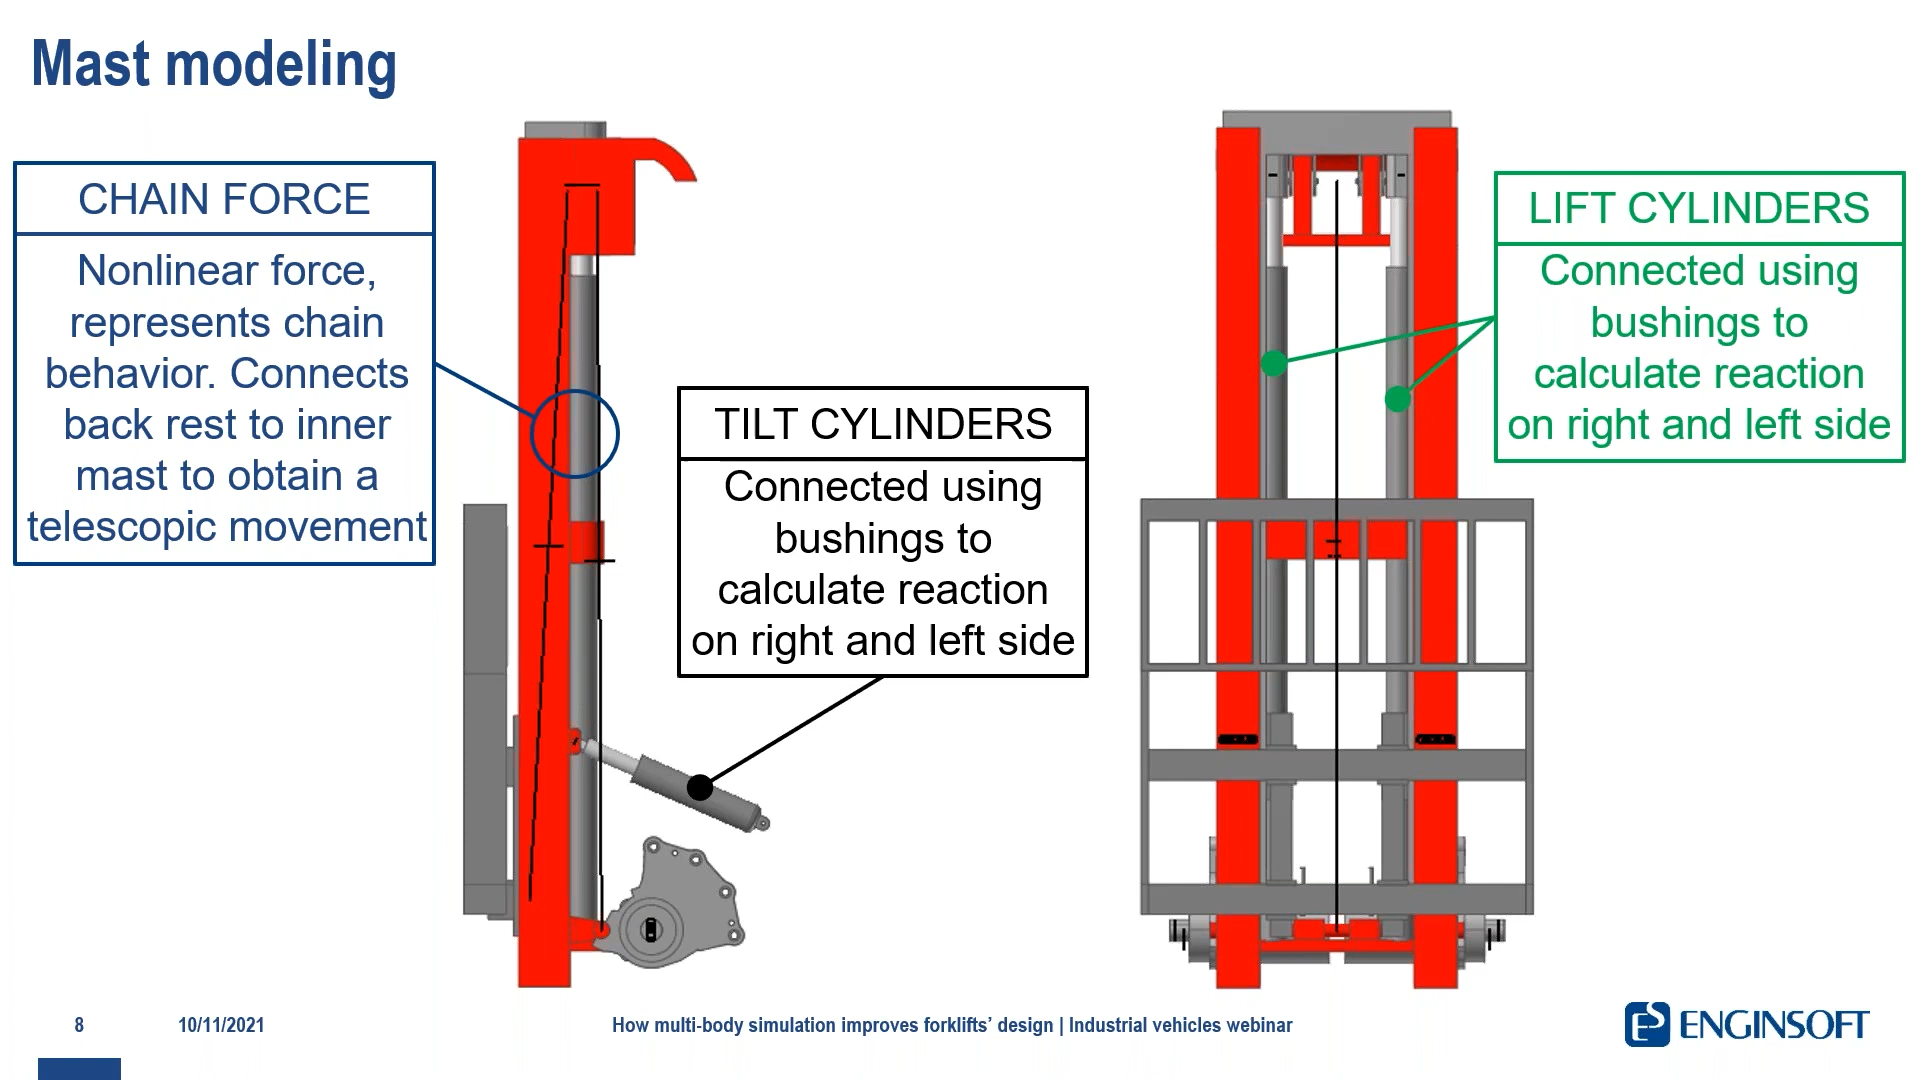 Mast modeling
CHAIN FORCE
Nonlinear force,
represents chain
behavior. Connects
back rest to inner
mast to obtain a
telescopic movement
TILT CYLINDERS
Connected using
bushings to
calculate reaction
on right and left side
LIFT CYLINDERS
Connected using
bushings to
calculate reaction
on right and left side
8
10/11/2021
How multi-body simulation improves forklifts’ design | Industrial vehicles webinar
ENGINSOFT